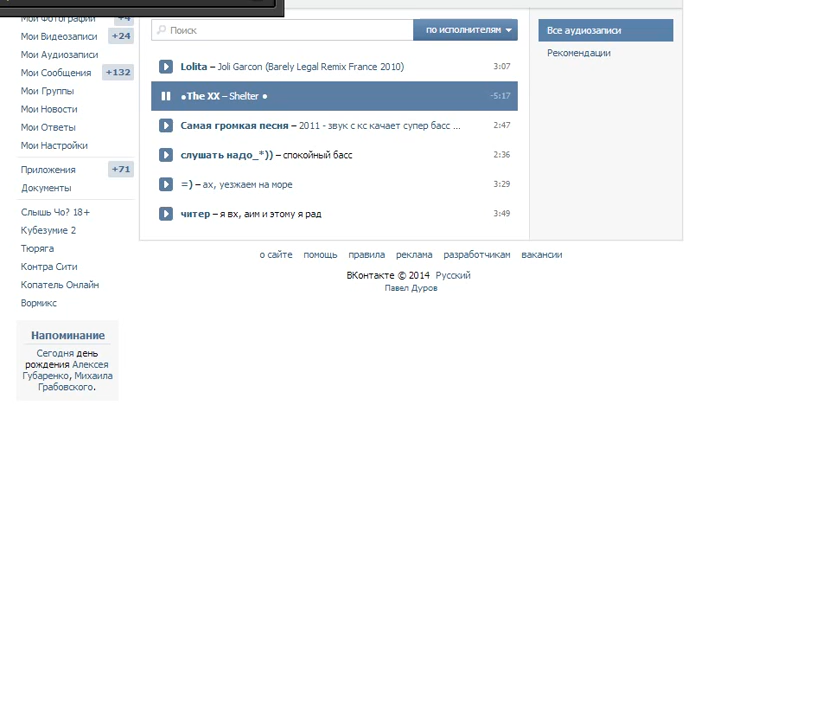 Мои Фотографии +4
Мои Видеозаписи +24
Мои Аудиозаписи
Мои Сообщения +132
Мои Группы
Мои Новости
Мои Ответы
Мои Настройки
Приложения +71
Документы
Слышь Чо? 18+
Кубезумие 2
Тюряга
Контра Сити
Копатель Онлайн
Вормикс
Напоминание
Сегодня день
рождения Алексея
Губаренко, Михаила
Грабовского.
Поиск по исполнителям
Lolita – Joli Garcon (Barely Legal Remix France 2010) 3:07
●The XX – Shelter ● -5:17
Самая громкая песня – 2011 - звук с кс качает супер басс ... 2:47
слушать надо_*)) – спокойный басс 2:36
=) – ах, уезжаем на море 3:29
читер – я вх, аим и этому я рад 3:49
Все аудиозаписи
Рекомендации
о сайте помощь правила реклама разработчикам вакансии
ВКонтакте © 2014 Русский
Павел Дуров